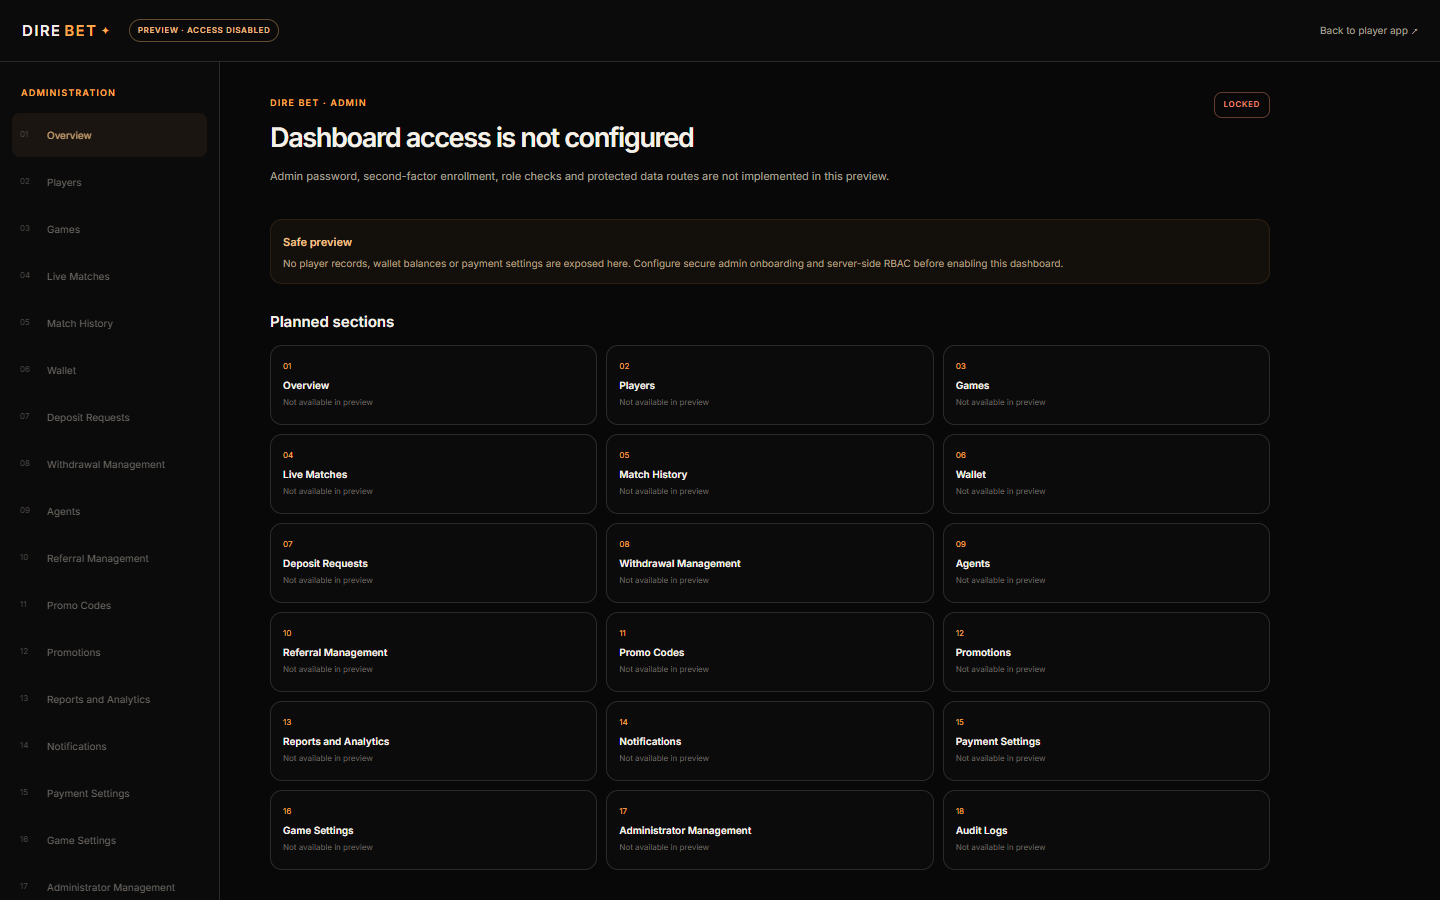 DIRE BET ✦
PREVIEW · ACCESS DISABLED
Back to player app ↗
ADMINISTRATION
01 Overview
02 Players
03 Games
04 Live Matches
05 Match History
06 Wallet
07 Deposit Requests
08 Withdrawal Management
09 Agents
10 Referral Management
11 Promo Codes
12 Promotions
13 Reports and Analytics
14 Notifications
15 Payment Settings
16 Game Settings
17 Administrator Management
DIRE BET · ADMIN
LOCKED
Dashboard access is not configured
Admin password, second-factor enrollment, role checks and protected data routes are not implemented in this preview.
Safe preview
No player records, wallet balances or payment settings are exposed here. Configure secure admin onboarding and server-side RBAC before enabling this dashboard.
Planned sections
01
Overview
Not available in preview
02
Players
Not available in preview
03
Games
Not available in preview
04
Live Matches
Not available in preview
05
Match History
Not available in preview
06
Wallet
Not available in preview
07
Deposit Requests
Not available in preview
08
Withdrawal Management
Not available in preview
09
Agents
Not available in preview
10
Referral Management
Not available in preview
11
Promo Codes
Not available in preview
12
Promotions
Not available in preview
13
Reports and Analytics
Not available in preview
14
Notifications
Not available in preview
15
Payment Settings
Not available in preview
16
Game Settings
Not available in preview
17
Administrator Management
Not available in preview
18
Audit Logs
Not available in preview